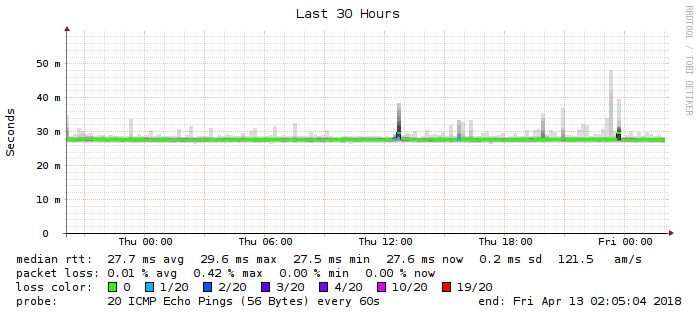 Last 30 Hours
RRDTOOL / TOBI OETIKER
Seconds
50 m
40 m
30 m
20 m
10 m
0
Thu 00:00 Thu 06:00 Thu 12:00 Thu 18:00 Fri 00:00
median rtt: 27.7 ms avg 29.6 ms max 27.5 ms min 27.6 ms now 0.2 ms sd 121.5 am/s
packet loss: 0.01 % avg 0.42 % max 0.00 % min 0.00 % now
loss color: 0 1/20 2/20 3/20 4/20 10/20 19/20
probe: 20 ICMP Echo Pings (56 Bytes) every 60s end: Fri Apr 13 02:05:04 2018